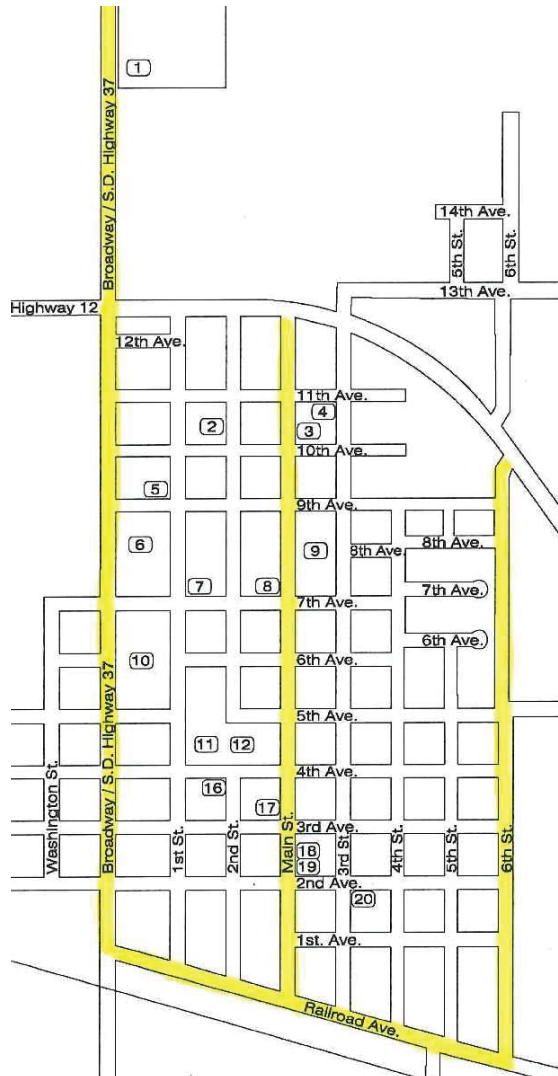 1
Broadway / S.D. Highway 37
14th Ave.
5th St.
6th St.
13th Ave.
Highway 12
12th Ave.
11th Ave.
4
2
3
10th Ave.
5
9th Ave.
6
9
8th Ave.
8th Ave.
7
8
7th Ave.
7th Ave.
6th Ave.
10
6th Ave.
Broadway / S.D. Highway 37
5th Ave.
11
12
4th Ave.
16
17
Washington St.
1st St.
2nd St.
Main St.
3rd Ave.
3rd St.
4th St.
5th St.
6th St.
18
19
2nd Ave.
20
1st. Ave.
Railroad Ave.